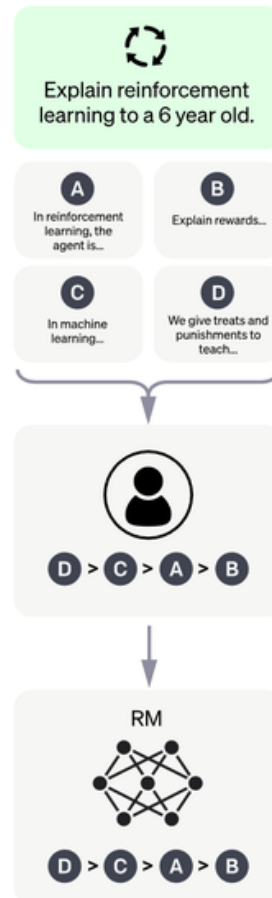 Explain reinforcement
learning to a 6 year old.
A
In reinforcement
learning, the
agent is...
B
Explain rewards...
C
In machine
learning...
D
We give treats and
punishments to
teach...
D > C > A > B
RM
D > C > A > B